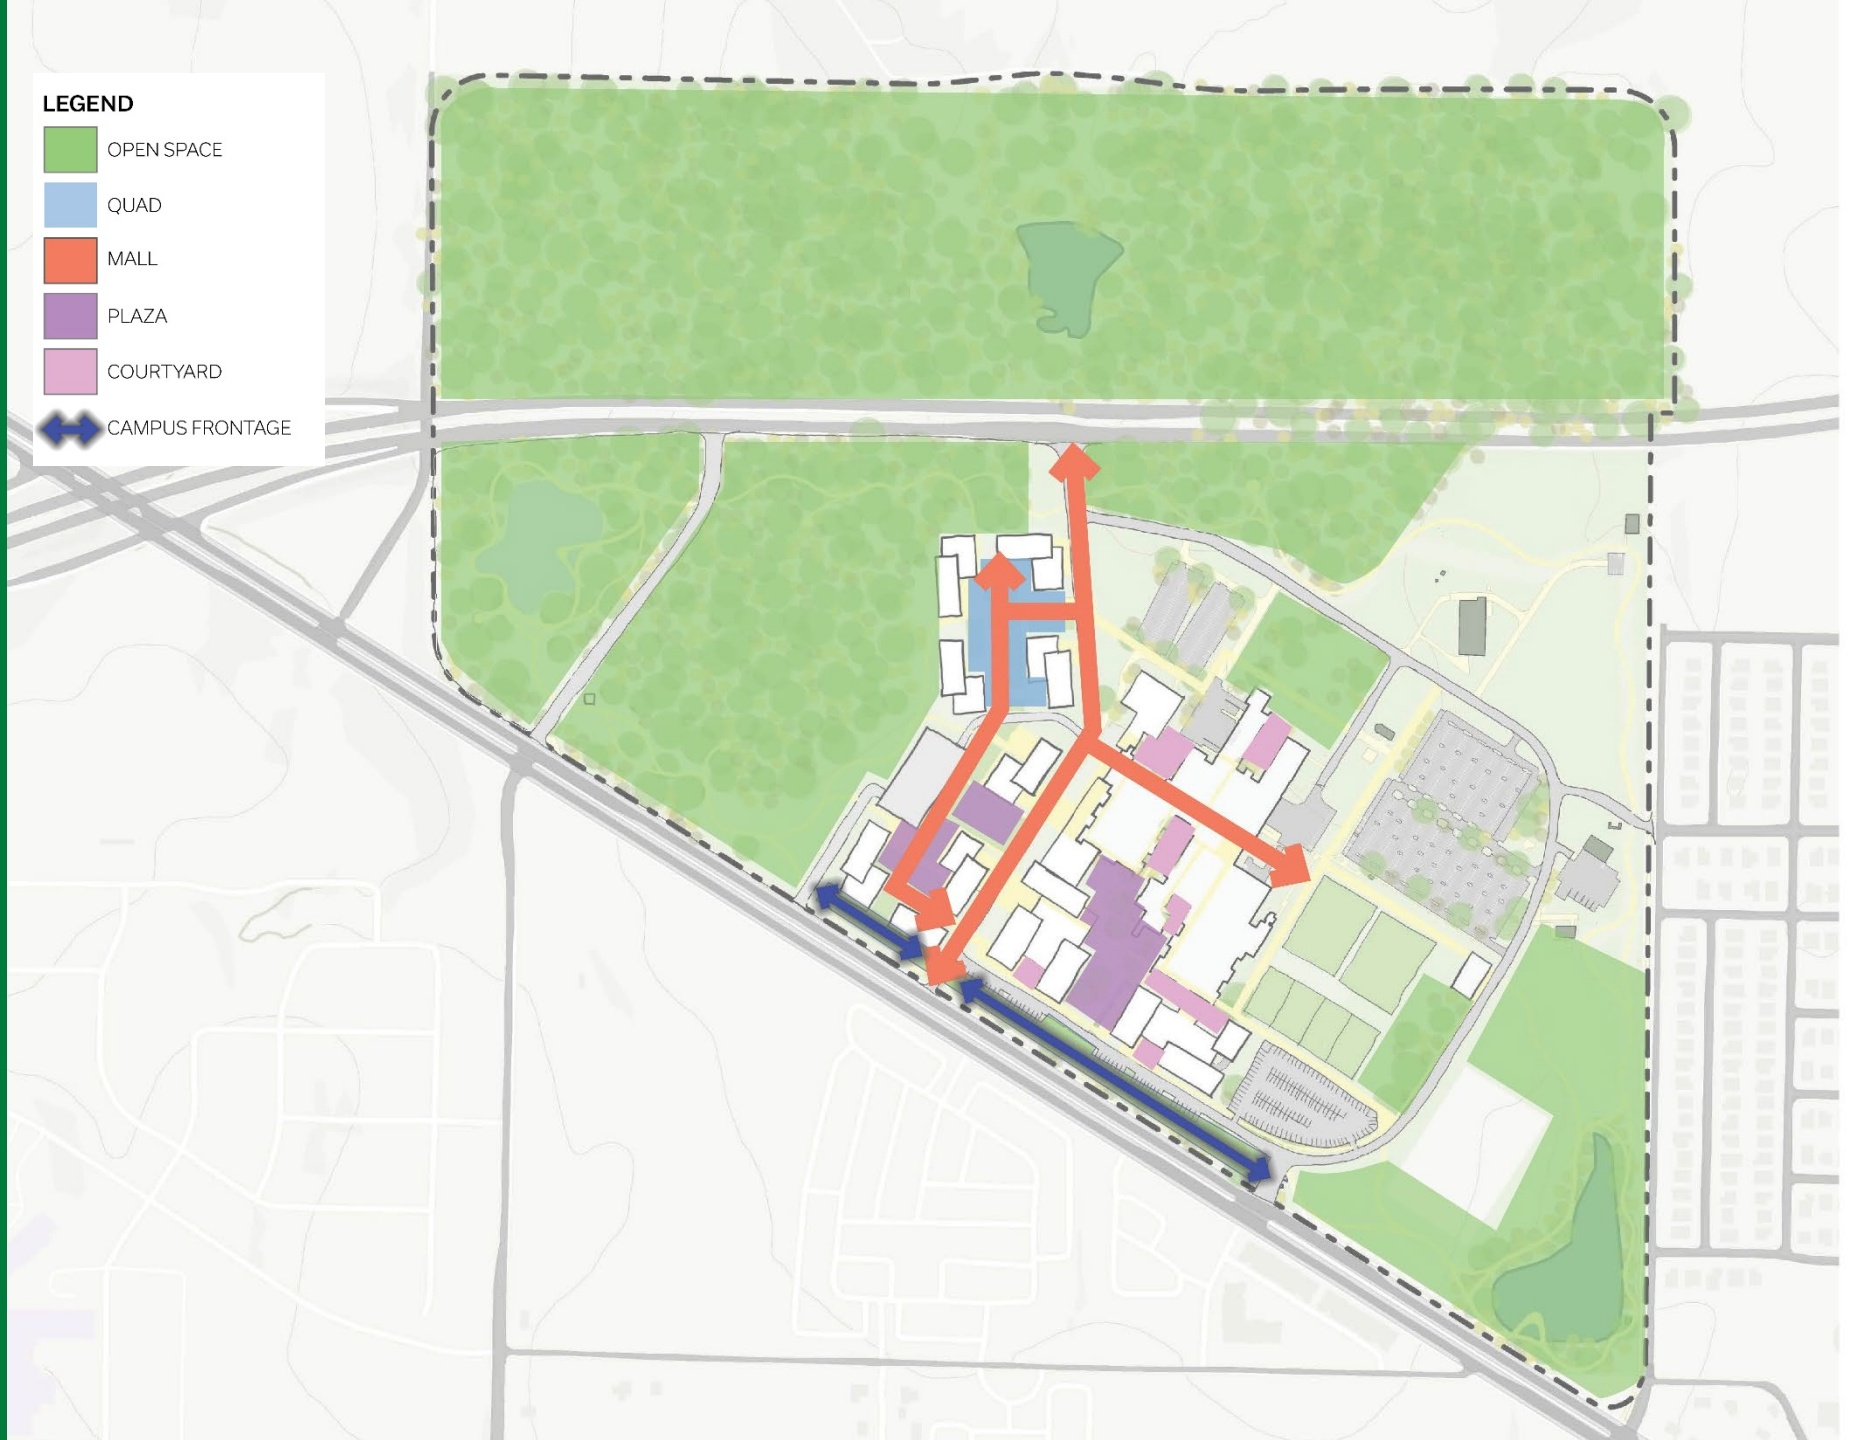 LEGEND
OPEN SPACE
QUAD
MALL
PLAZA
COURTYARD
CAMPUS FRONTAGE